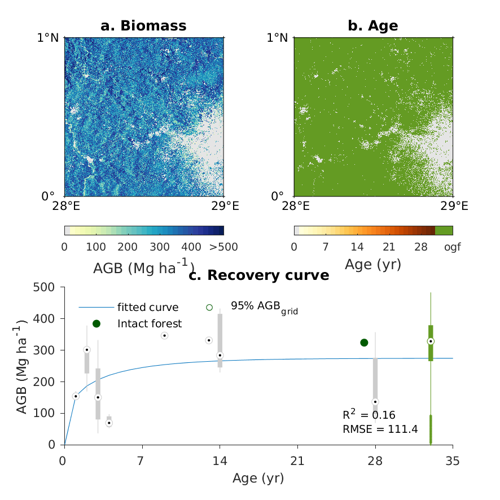 a. Biomass
b. Age
1°N
1°N
0°
0°
28°E
29°E
28°E
29°E
0 100 200 300 400 >500
0 7 14 21 28 ogf
AGB (Mg ha⁻¹)
Age (yr)
c. Recovery curve
500
400
300
200
100
0
AGB (Mg ha⁻¹)
fitted curve
95% AGB_grid
Intact forest
R² = 0.16
RMSE = 111.4
0 7 14 21 28 35
Age (yr)